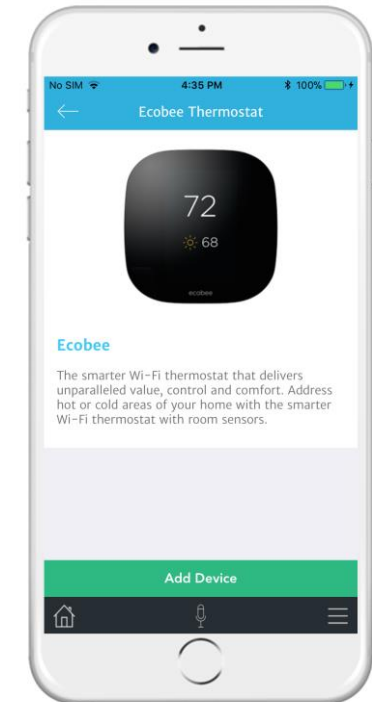 No SIM 4:35 PM 100%
Ecobee Thermostat
72
68
ecobee
Ecobee
The smarter Wi-Fi thermostat that delivers
unparalleled value, control and comfort. Address
hot or cold areas of your home with the smarter
Wi-Fi thermostat with room sensors.
Add Device